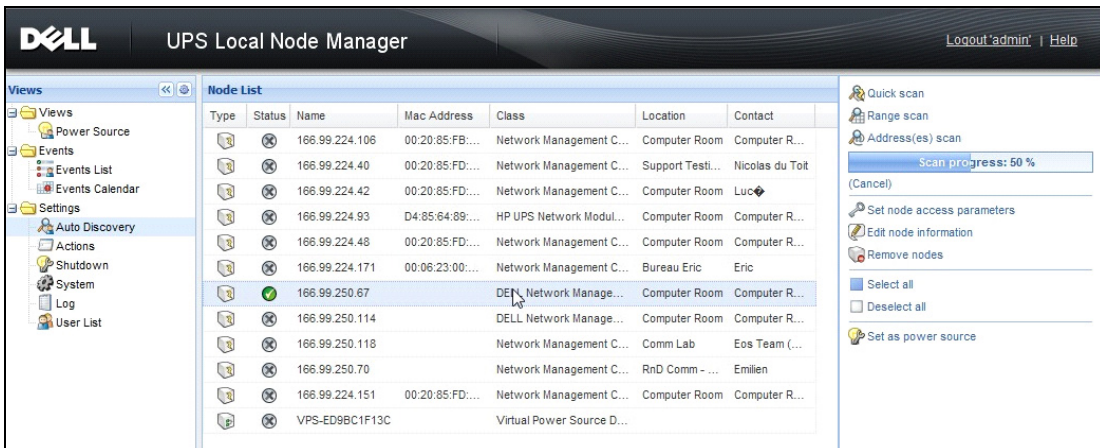 DELL UPS Local Node Manager Logout 'admin' | Help
Views
Views
Power Source
Events
Events List
Events Calendar
Settings
Auto Discovery
Actions
Shutdown
System
Log
User List
Node List
Type Status Name Mac Address Class Location Contact
166.99.224.106 00:20:85:FB:... Network Management C... Computer Room Computer R...
166.99.224.40 00:20:85:FD:... Network Management C... Support Testi... Nicolas du Toit
166.99.224.42 00:20:85:FD:... Network Management C... Computer Room Luc�
166.99.224.93 D4:85:64:89:... HP UPS Network Modul... Computer Room Computer R...
166.99.224.48 00:20:85:FD:... Network Management C... Computer Room Computer R...
166.99.224.171 00:06:23:00:... Network Management C... Bureau Eric Eric
166.99.250.67 DELL Network Manage... Computer Room Computer R...
166.99.250.114 DELL Network Manage... Computer Room Computer R...
166.99.250.118 Network Management C... Comm Lab Eos Team (...
166.99.250.70 Network Management C... RnD Comm - ... Emilien
166.99.224.151 00:20:85:FD:... Network Management C... Computer Room Computer R...
VPS-ED9BC1F13C Virtual Power Source D...
Quick scan
Range scan
Address(es) scan
Scan progress: 50 %
(Cancel)
Set node access parameters
Edit node information
Remove nodes
Select all
Deselect all
Set as power source